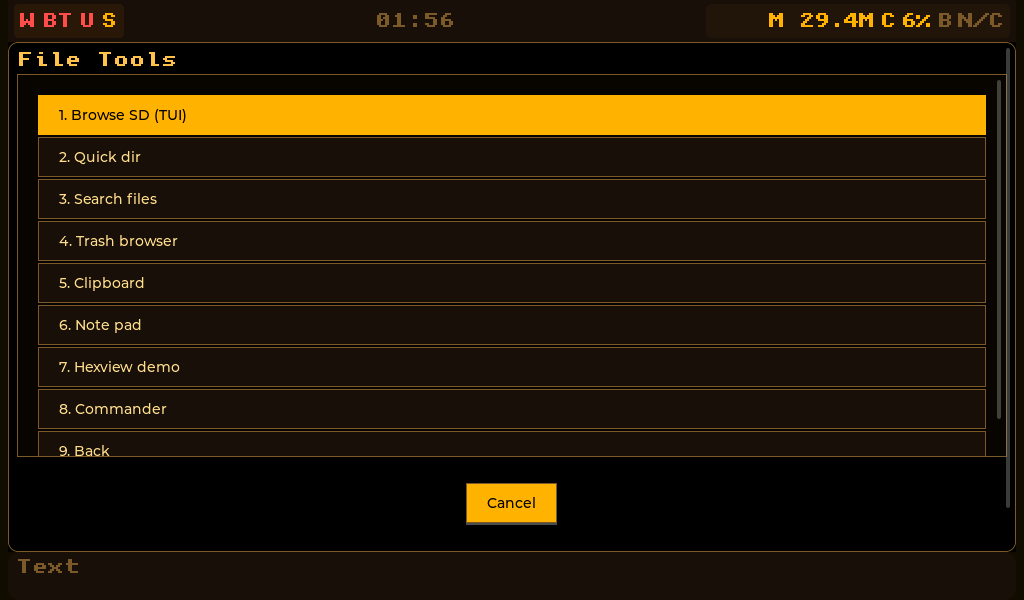 W BT U S 01:56 M 29.4M C 6% B N/C
File Tools
1. Browse SD (TUI)
2. Quick dir
3. Search files
4. Trash browser
5. Clipboard
6. Note pad
7. Hexview demo
8. Commander
9. Back
Cancel
Text